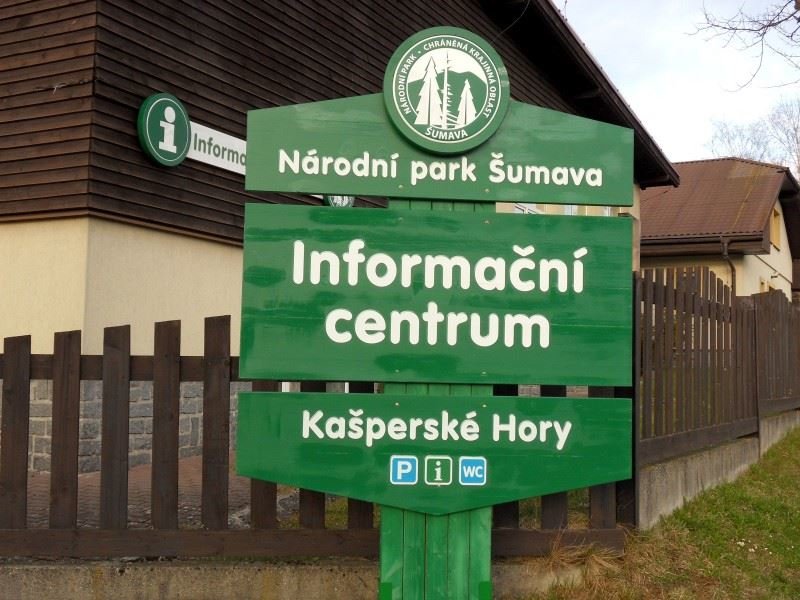 NÁRODNÍ PARK - CHRÁNĚNÁ KRAJINNÁ OBLAST
ŠUMAVA
Národní park Šumava
i Informa
Informační
centrum
Kašperské Hory
P i WC